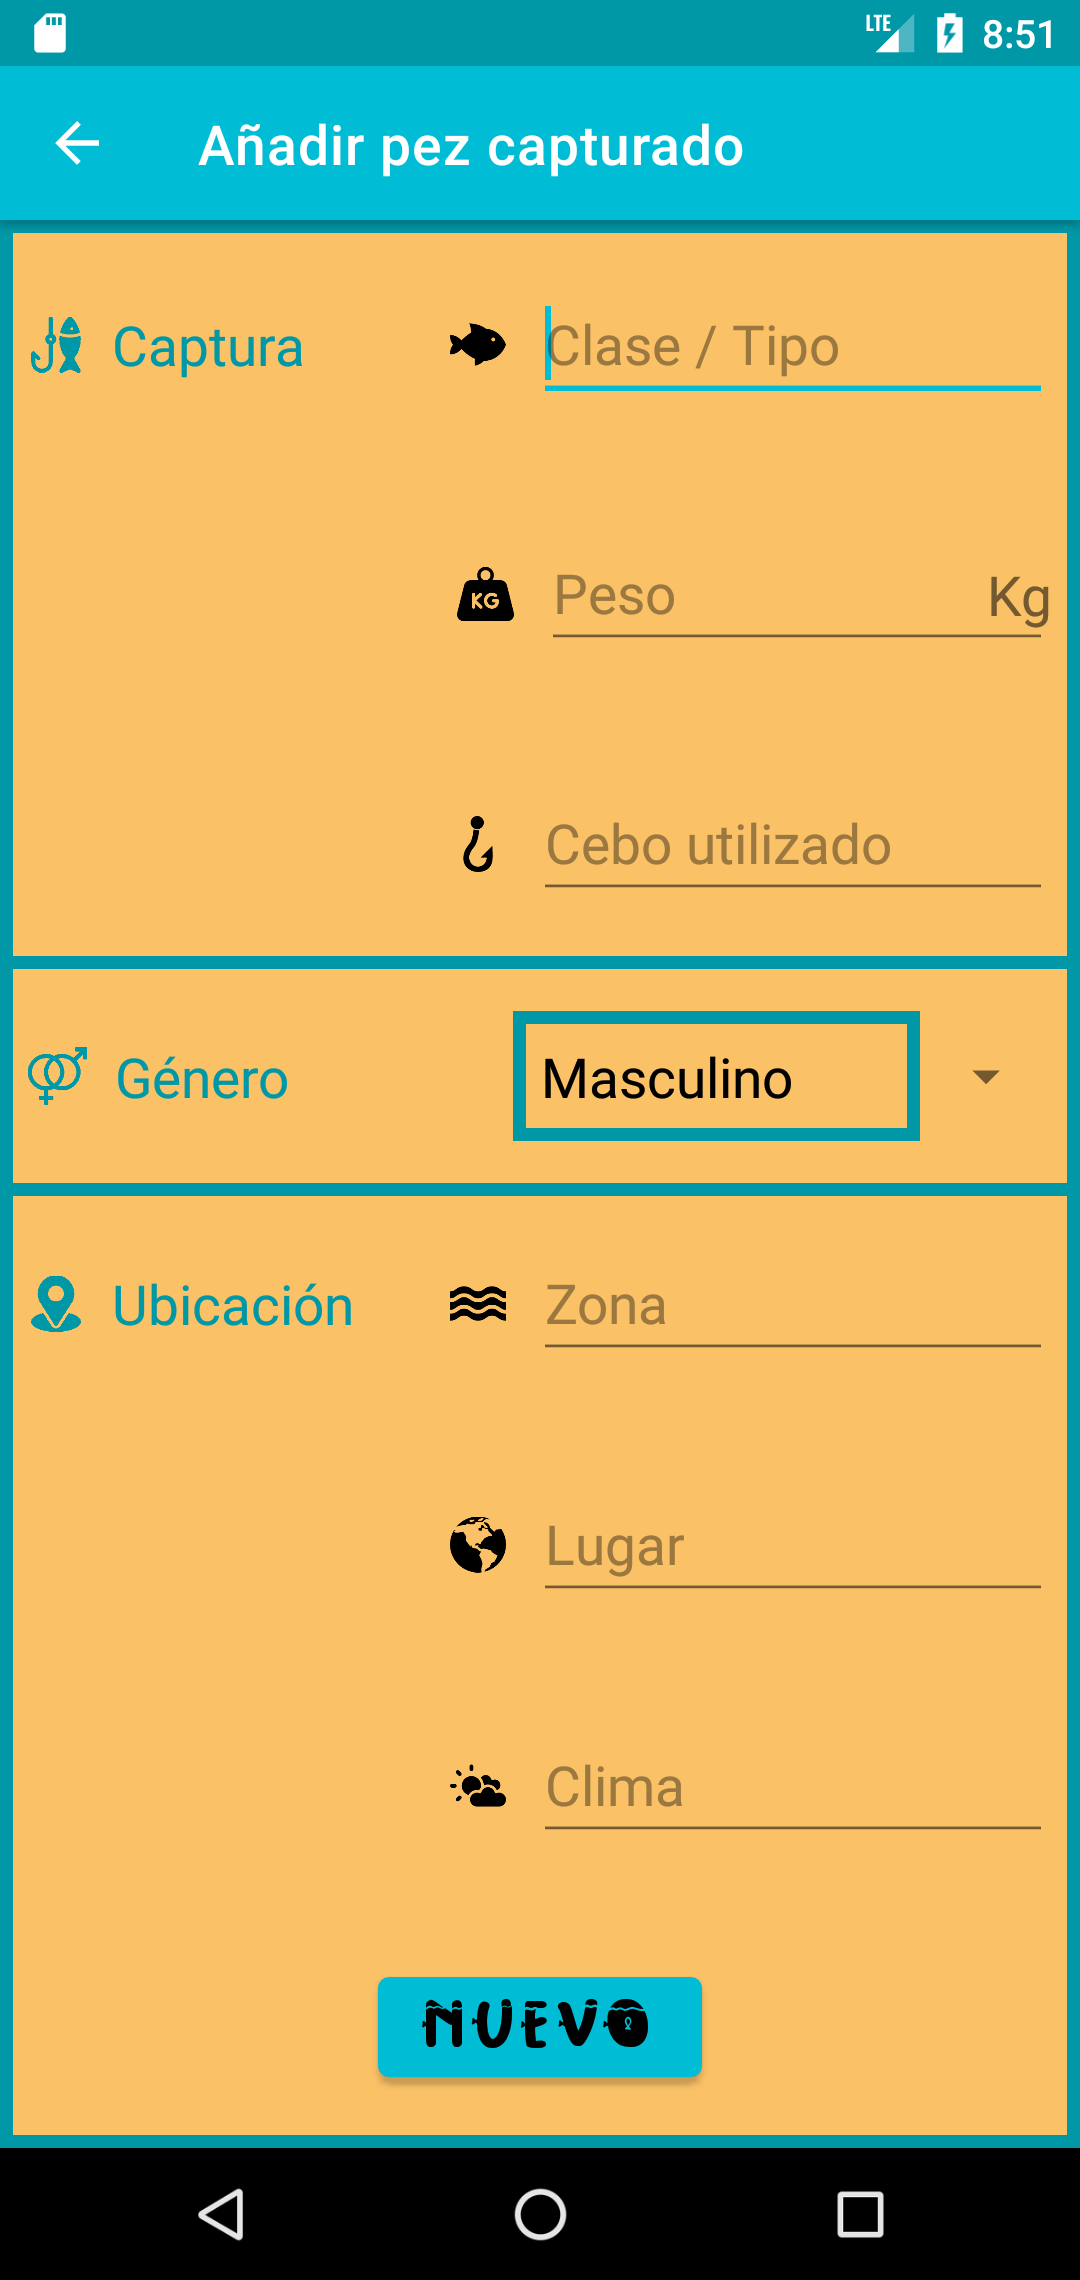 LTE 8:51
Añadir pez capturado
Captura Clase / Tipo
KG Peso Kg
Cebo utilizado
Género Masculino
Ubicación Zona
Lugar
Clima
NUEVO